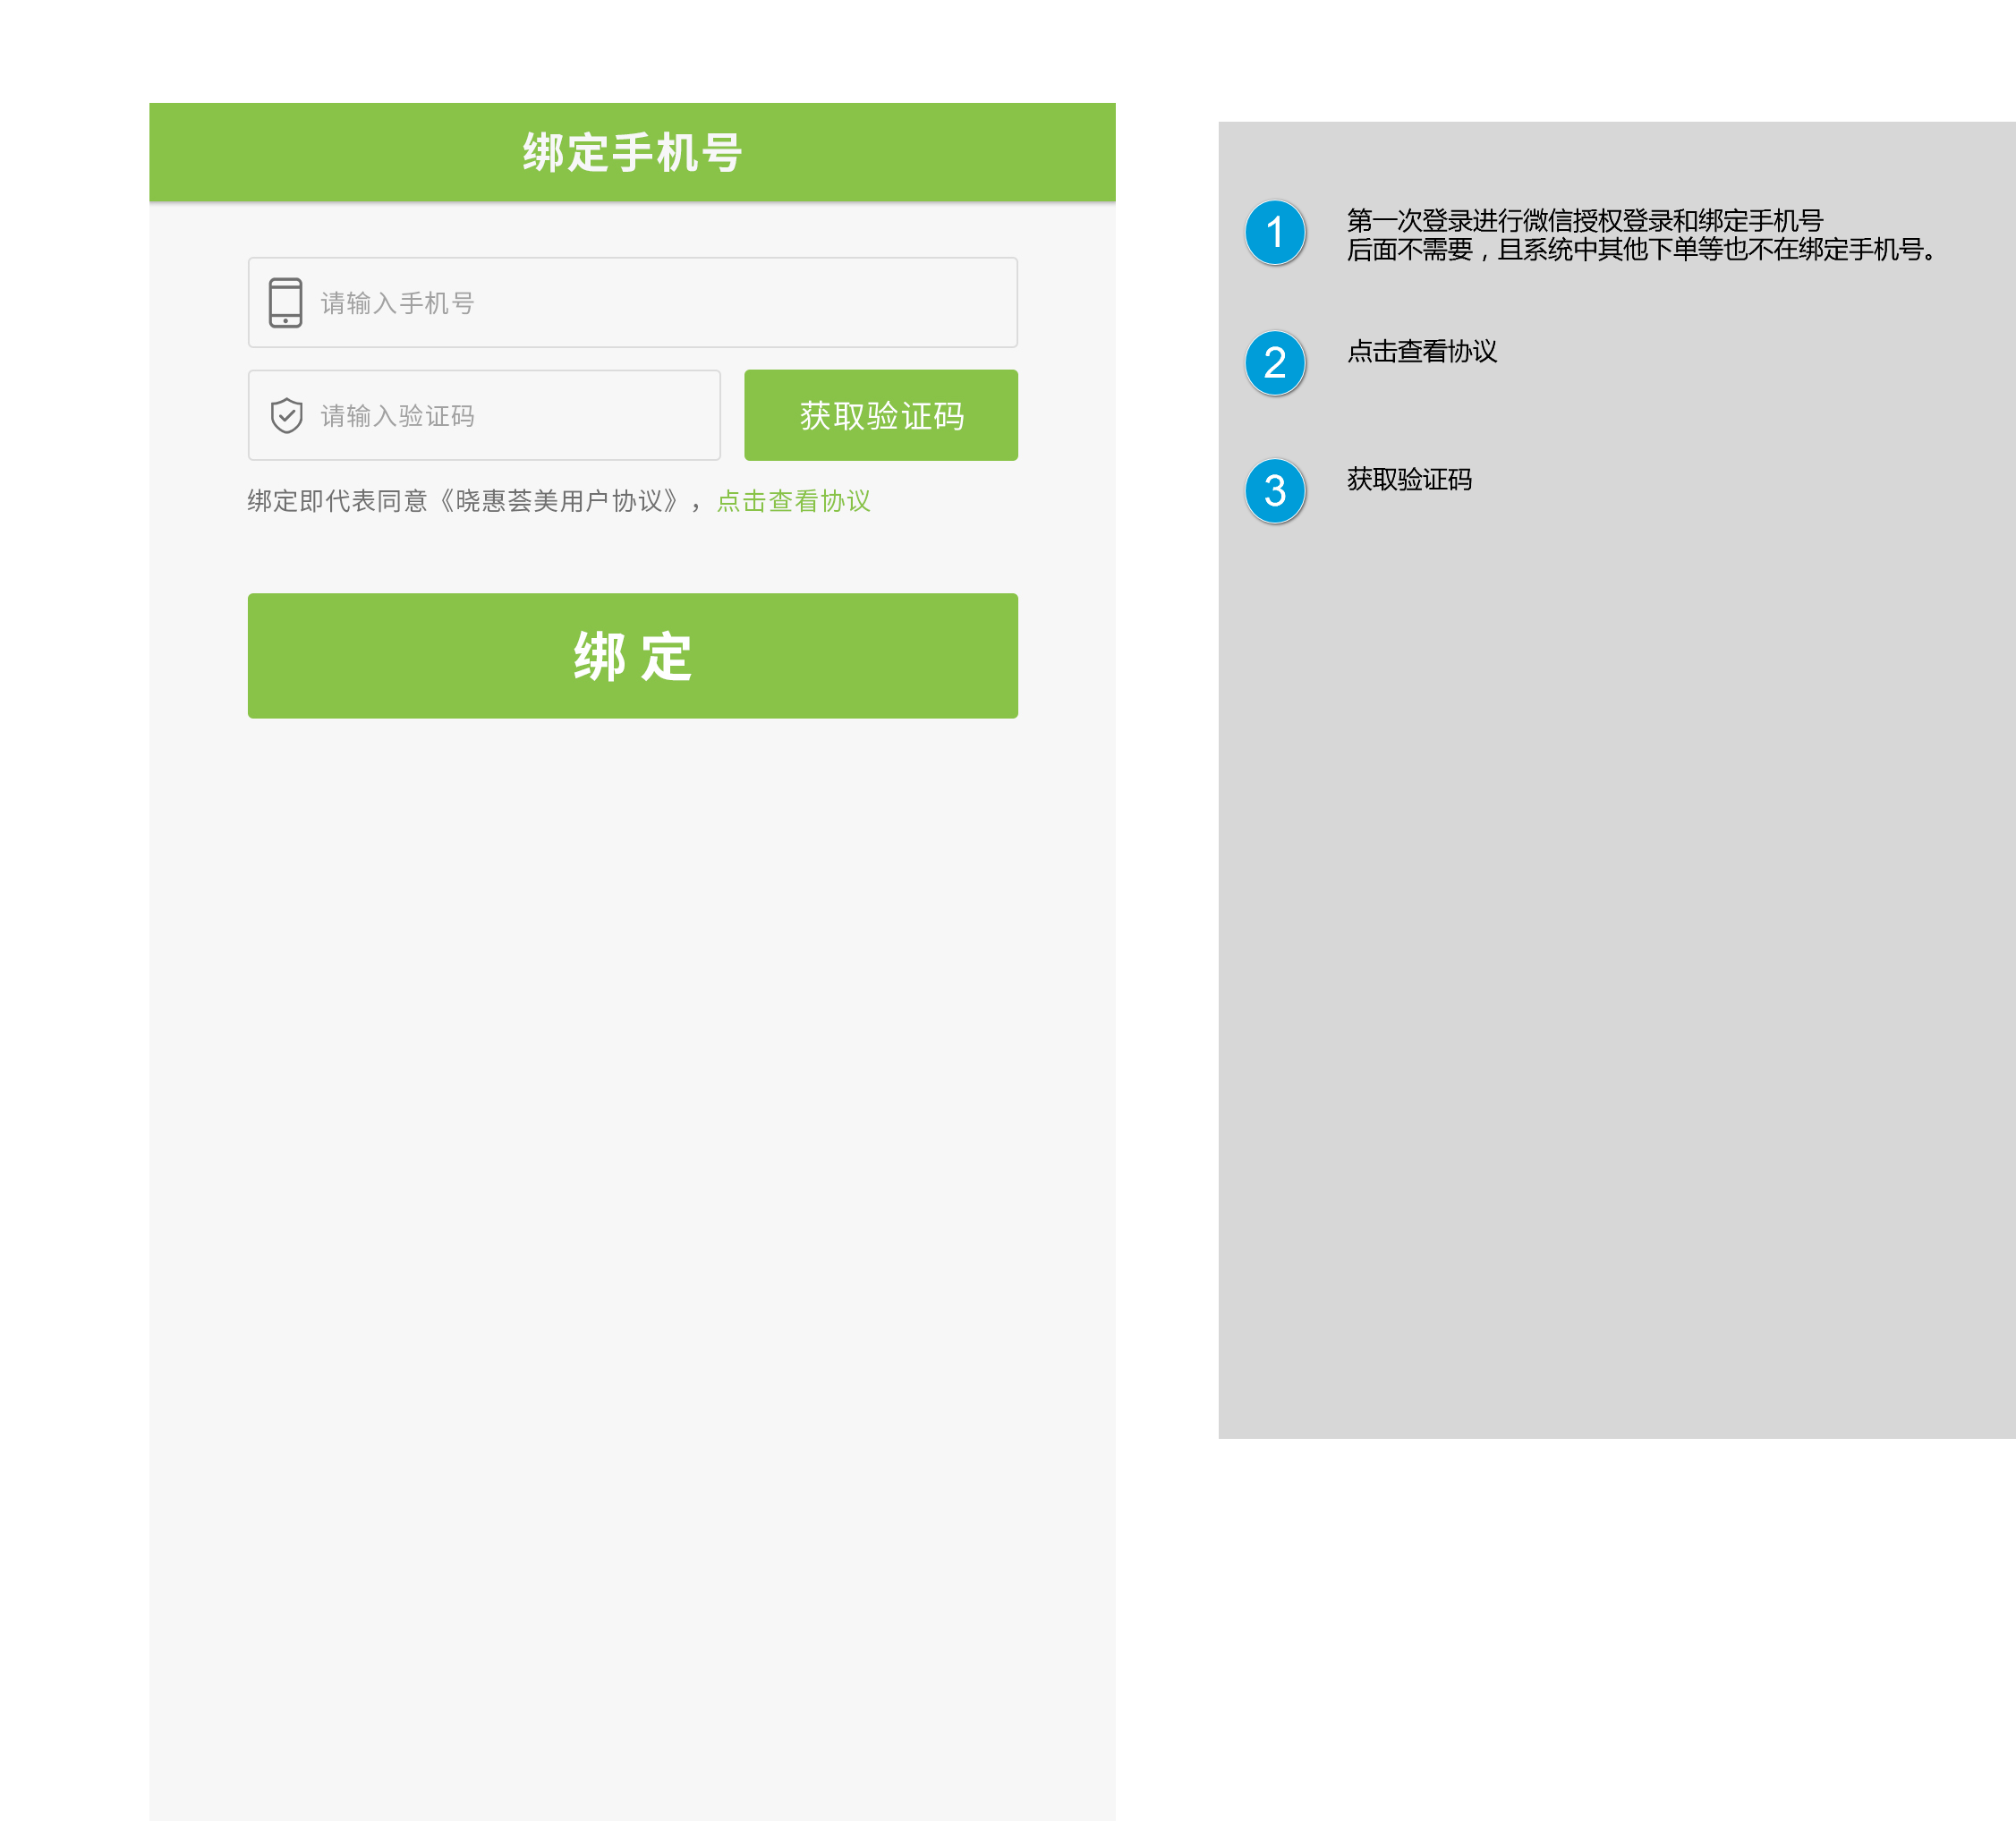 绑定手机号
请输入手机号
请输入验证码
获取验证码
绑定即代表同意《晓惠荟美用户协议》，点击查看协议
绑 定
1
第一次登录进行微信授权登录和绑定手机号
后面不需要，且系统中其他下单等也不在绑定手机号。
2
点击查看协议
3
获取验证码